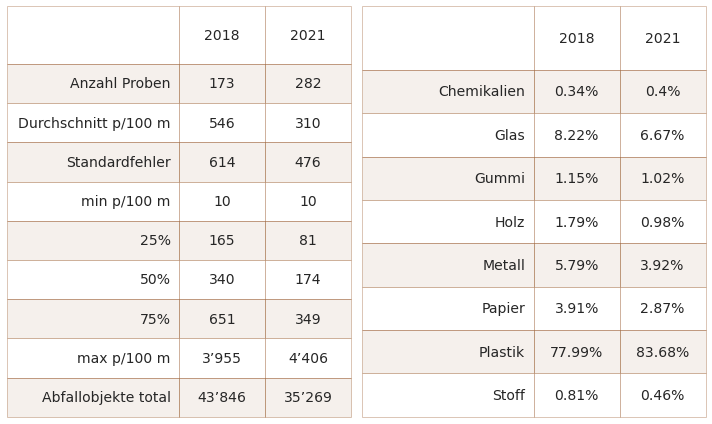 2018 2021
Anzahl Proben 173 282
Durchschnitt p/100 m 546 310
Standardfehler 614 476
min p/100 m 10 10
25% 165 81
50% 340 174
75% 651 349
max p/100 m 3’955 4’406
Abfallobjekte total 43’846 35’269
2018 2021
Chemikalien 0.34% 0.4%
Glas 8.22% 6.67%
Gummi 1.15% 1.02%
Holz 1.79% 0.98%
Metall 5.79% 3.92%
Papier 3.91% 2.87%
Plastik 77.99% 83.68%
Stoff 0.81% 0.46%